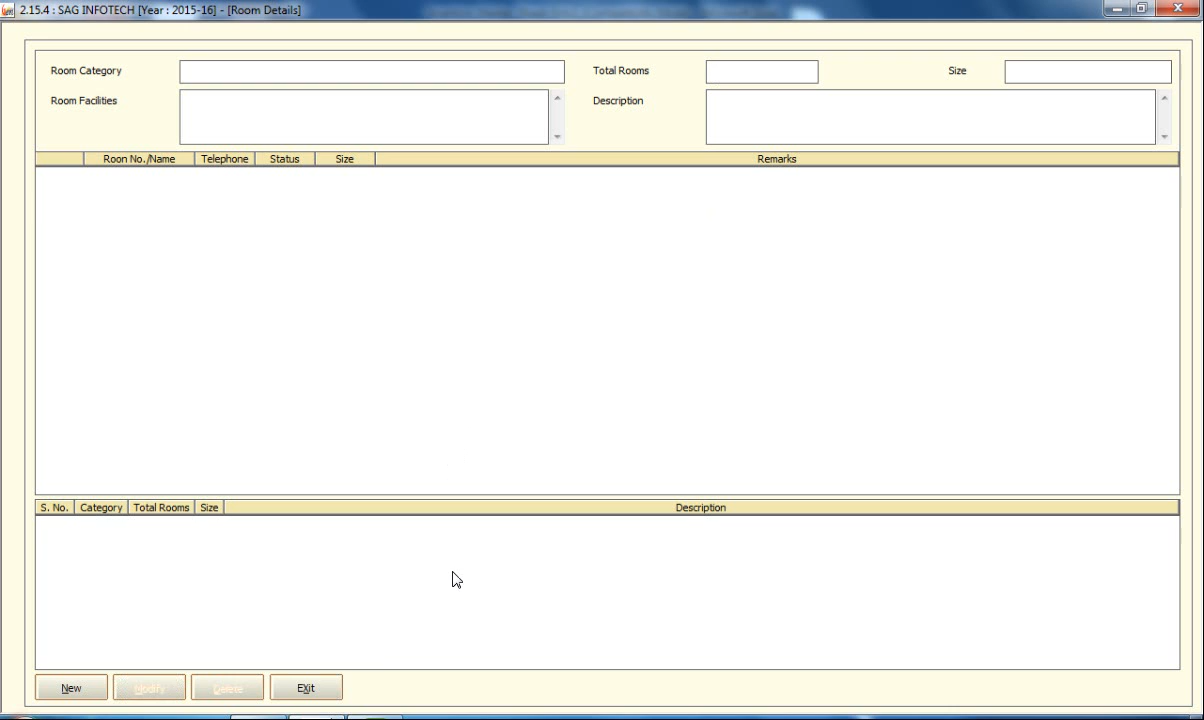 2.15.4 : SAG INFOTECH [Year : 2015-16] - [Room Details]
Room Category Total Rooms Size
Room Facilities Description
Roon No./Name Telephone Status Size Remarks
S. No. Category Total Rooms Size Description
New Modify Delete EXit